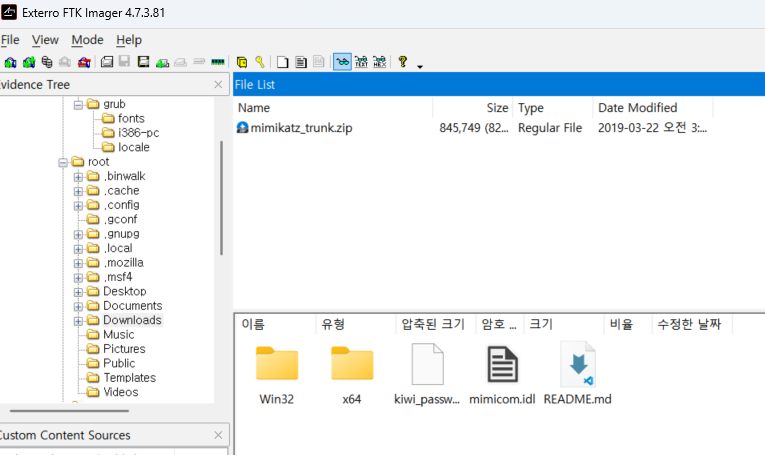 Exterro FTK Imager 4.7.3.81
File View Mode Help
Evidence Tree
File List
grub
fonts
i386-pc
locale
root
.binwalk
.cache
.config
.gconf
.gnupg
.local
.mozilla
.msf4
Desktop
Documents
Downloads
Music
Pictures
Public
Templates
Videos
Custom Content Sources
Name Size Type Date Modified
mimikatz_trunk.zip 845,749 (82... Regular File 2019-03-22 오전 3:...
이름 유형 압축된 크기 암호 ... 크기 비율 수정한 날짜
Win32 x64 kiwi_passw... mimicom.idl README.md